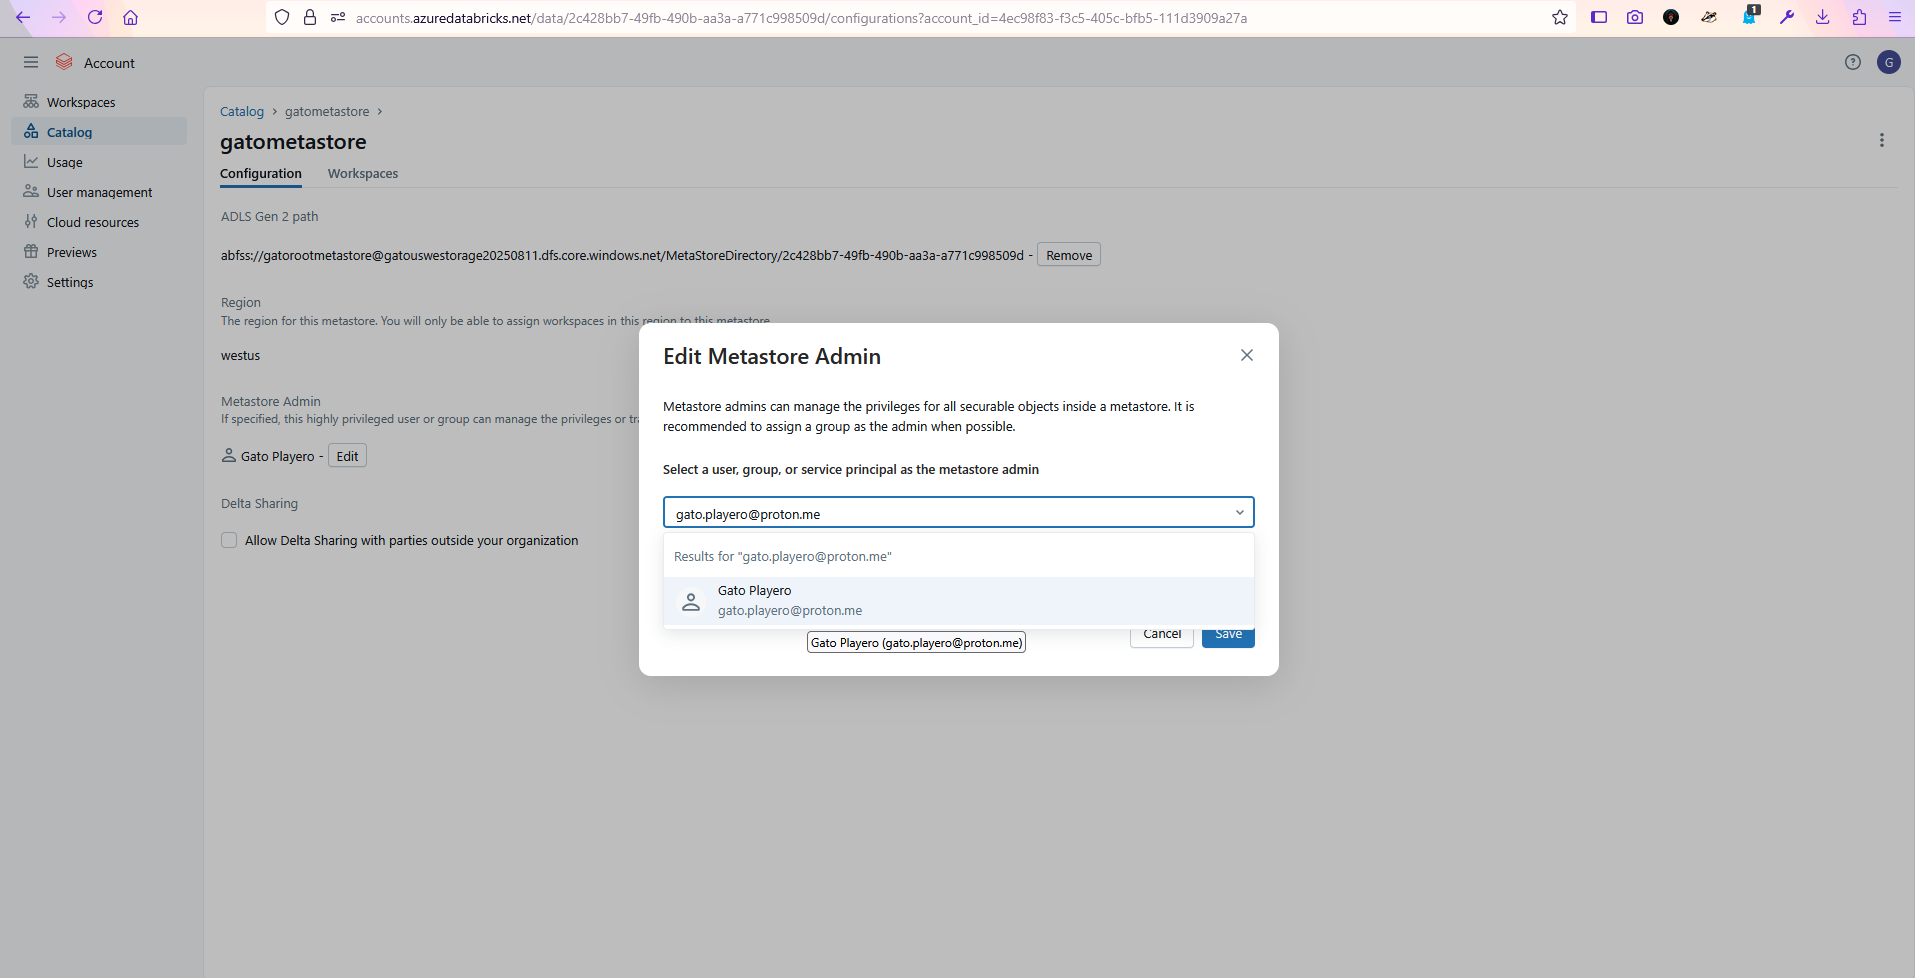 accounts.azuredatabricks.net/data/2c428bb7-49fb-490b-aa3a-a771c998509d/configurations?account_id=4ec98f83-f3c5-405c-bfb5-111d3909a27a
1
Account
G
Workspaces
Catalog
Usage
User management
Cloud resources
Previews
Settings
Catalog > gatometastore >
gatometastore
Configuration
Workspaces
ADLS Gen 2 path
abfss://gatorootmetastore@gatouswestorage20250811.dfs.core.windows.net/MetaStoreDirectory/2c428bb7-49fb-490b-aa3a-a771c998509d - Remove
Region
The region for this metastore. You will only be able to assign workspaces in this region to this metastore.
westus
Metastore Admin
If specified, this highly privileged user or group can manage the privileges or
Gato Playero - Edit
Delta Sharing
Allow Delta Sharing with parties outside your organization
Edit Metastore Admin
Metastore admins can manage the privileges for all securable objects inside a metastore. It is
recommended to assign a group as the admin when possible.
Select a user, group, or service principal as the metastore admin
gato.playero@proton.me
Results for "gato.playero@proton.me"
Gato Playero
gato.playero@proton.me
Cancel
Save
Gato Playero (gato.playero@proton.me)